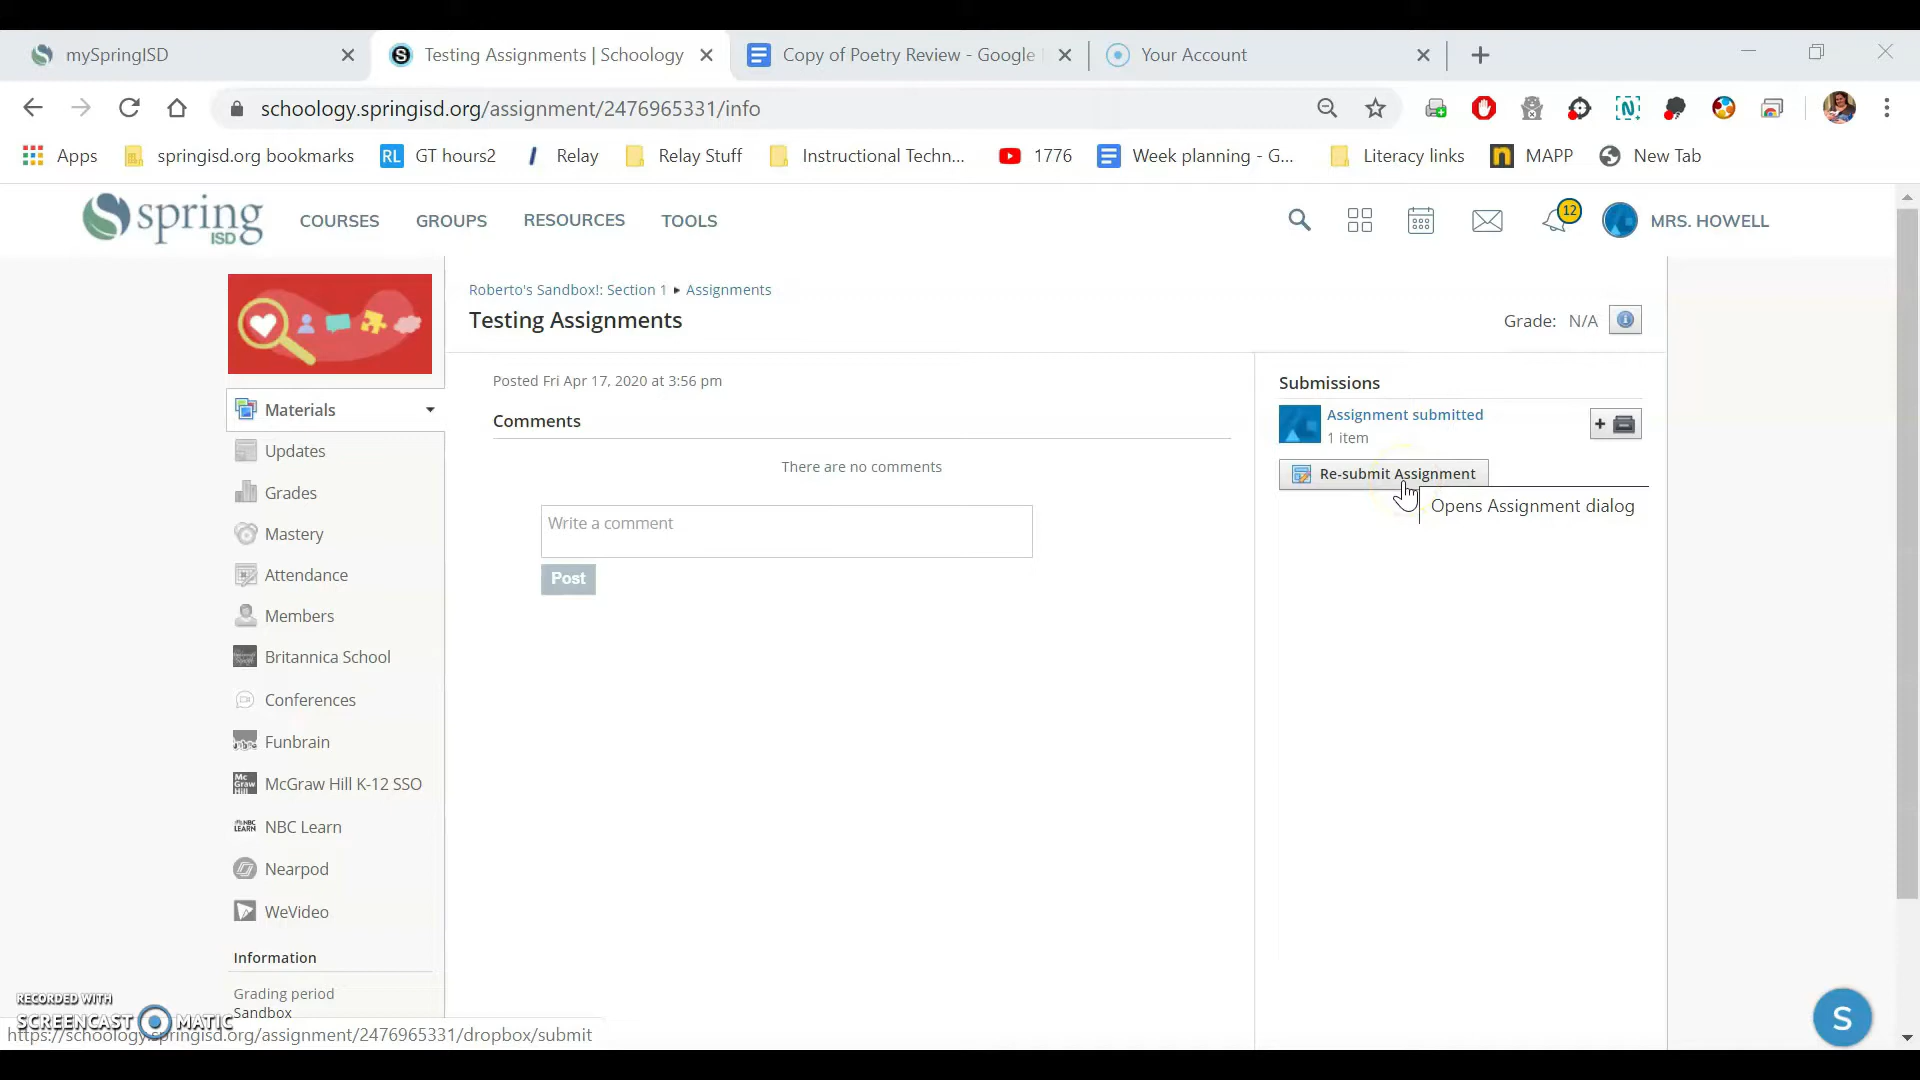 mySpringISD
Testing Assignments | Schoology
Copy of Poetry Review - Google
Your Account
schoology.springisd.org/assignment/2476965331/info
Apps
springisd.org bookmarks
RL
GT hours2
Relay
Relay Stuff
Instructional Techn...
1776
Week planning - G...
Literacy links
MAPP
New Tab
spring ISD
COURSES
GROUPS
RESOURCES
TOOLS
12
MRS. HOWELL
Roberto's Sandbox!: Section 1 ▸ Assignments
Testing Assignments
Grade: N/A
Materials
Updates
Grades
Mastery
Attendance
Members
Britannica School
Conferences
Funbrain
McGraw Hill K-12 SSO
NBC Learn
Nearpod
WeVideo
Information
Grading period
Sandbox
Posted Fri Apr 17, 2020 at 3:56 pm
Comments
There are no comments
Write a comment
Post
Submissions
Assignment submitted
1 item
Re-submit Assignment
Opens Assignment dialog
RECORDED WITH
SCREENCAST MATIC
https://schoology.springisd.org/assignment/2476965331/dropbox/submit
S